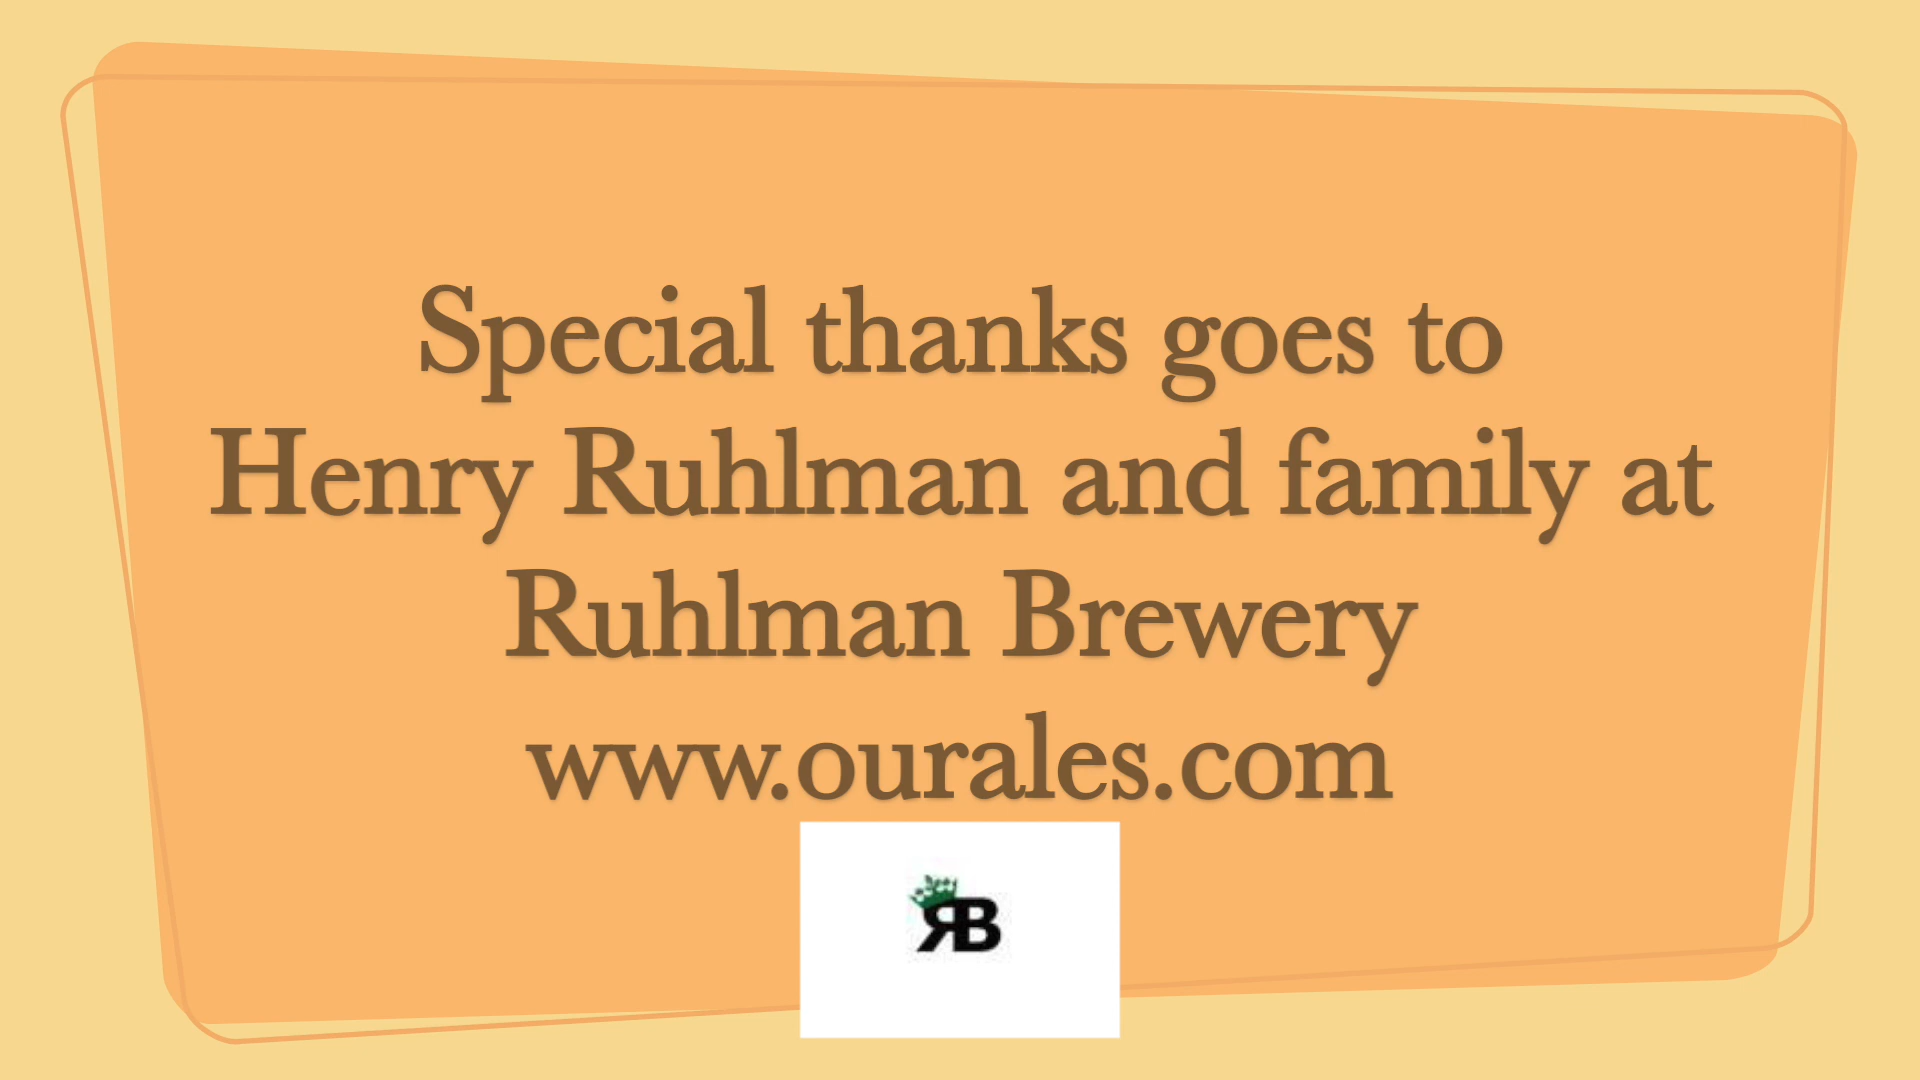 Special thanks goes to
Henry Ruhlman and family at
Ruhlman Brewery
www.ourales.com
RB